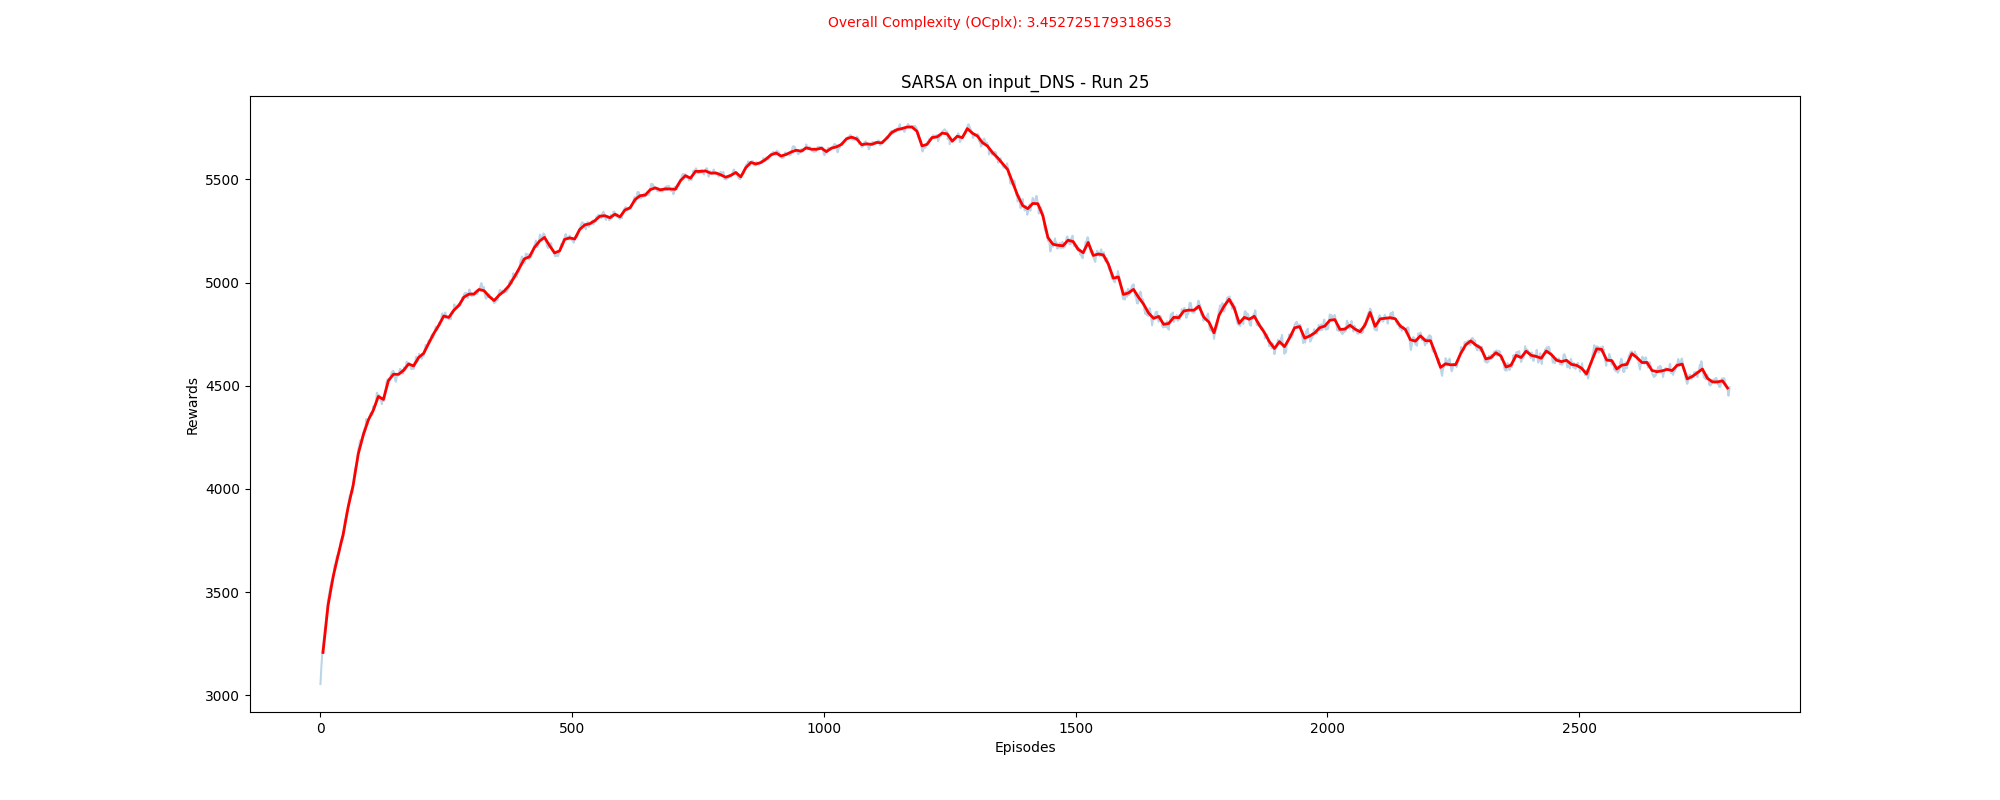 Overall Complexity (OCplx): 3.452725179318653
SARSA on input_DNS - Run 25
Rewards
5500
5000
4500
4000
3500
3000
0 500 1000 1500 2000 2500
Episodes